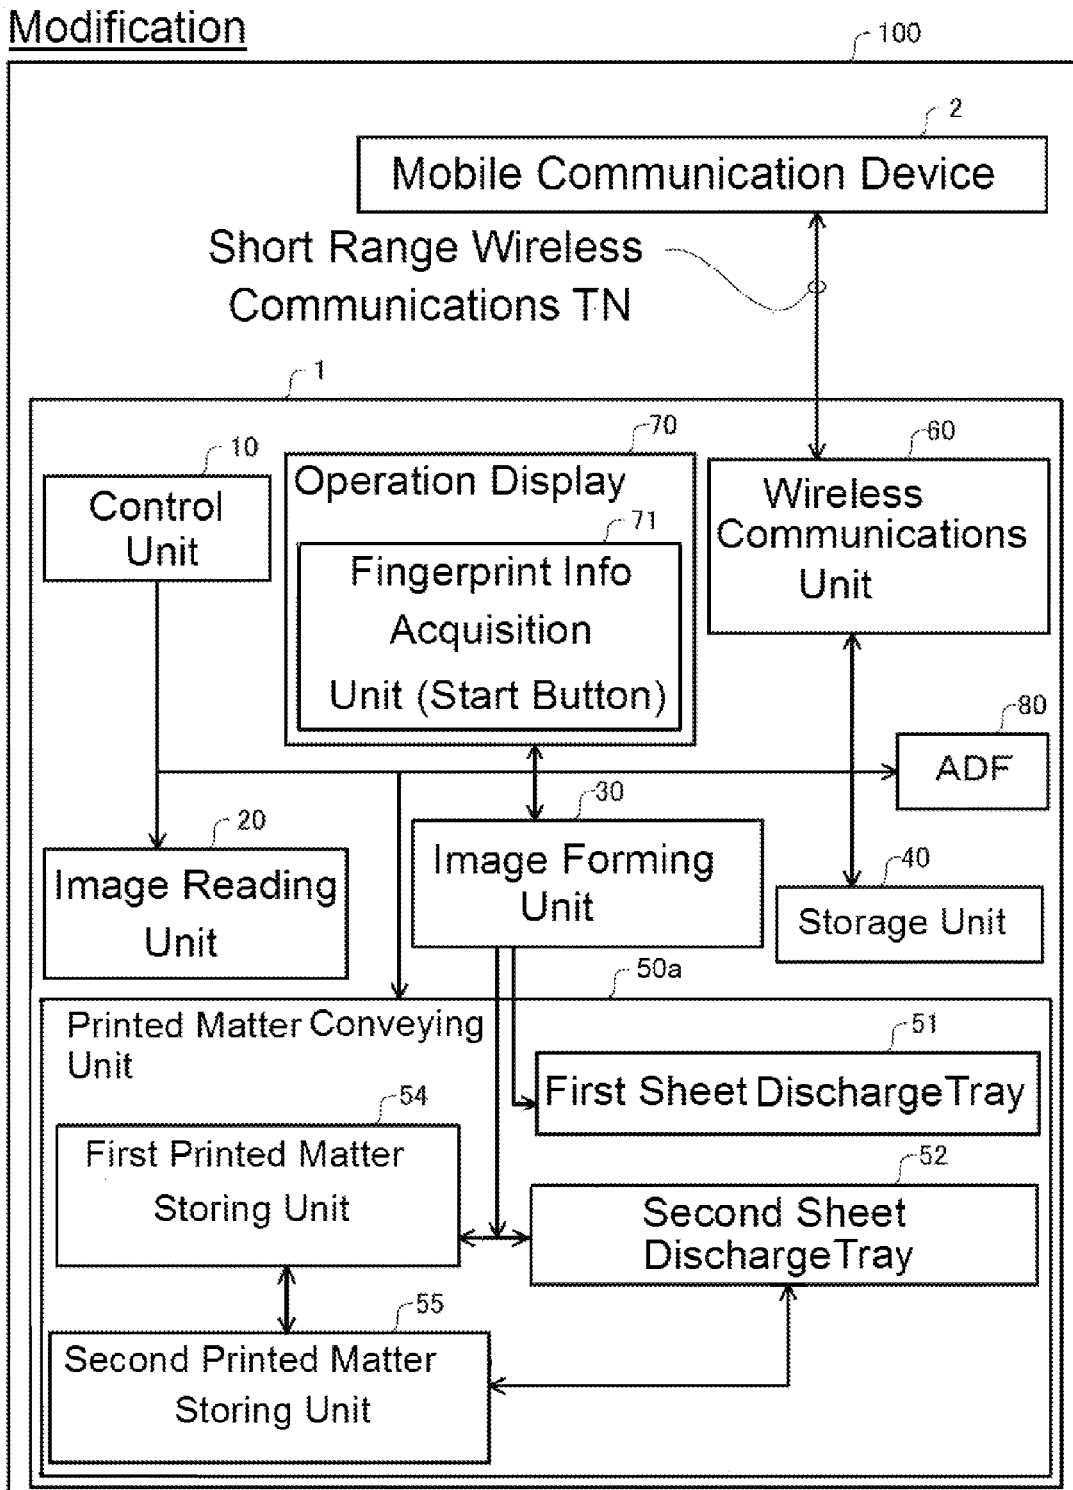 Modification
100
2
Mobile Communication Device
Short Range Wireless
Communications TN
1
10
Control
Unit
70
Operation Display
71
Fingerprint Info
Acquisition
Unit (Start Button)
60
Wireless
Communications
Unit
80
ADF
20
Image Reading
Unit
30
Image Forming
Unit
40
Storage Unit
50a
Printed Matter Conveying
Unit
51
First Sheet Discharge Tray
54
First Printed Matter
Storing Unit
52
Second Sheet
Discharge Tray
55
Second Printed Matter
Storing Unit